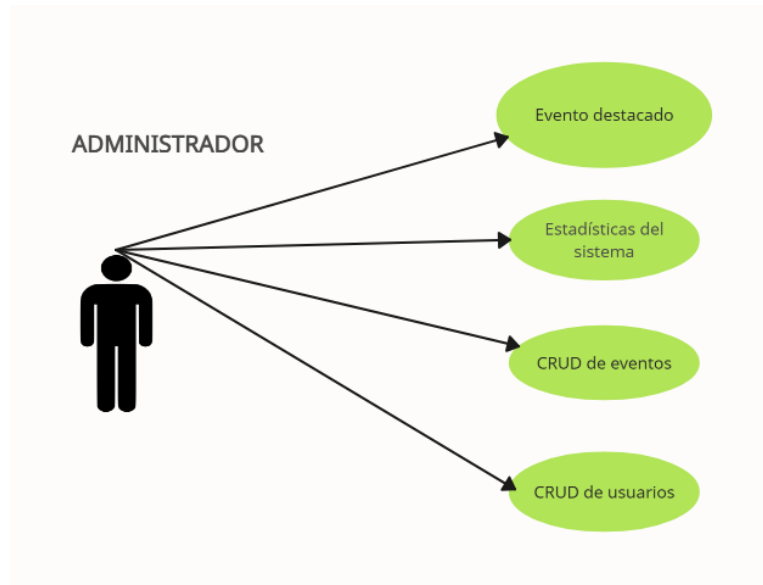 ADMINISTRADOR
Evento destacado
Estadísticas del
sistema
CRUD de eventos
CRUD de usuarios